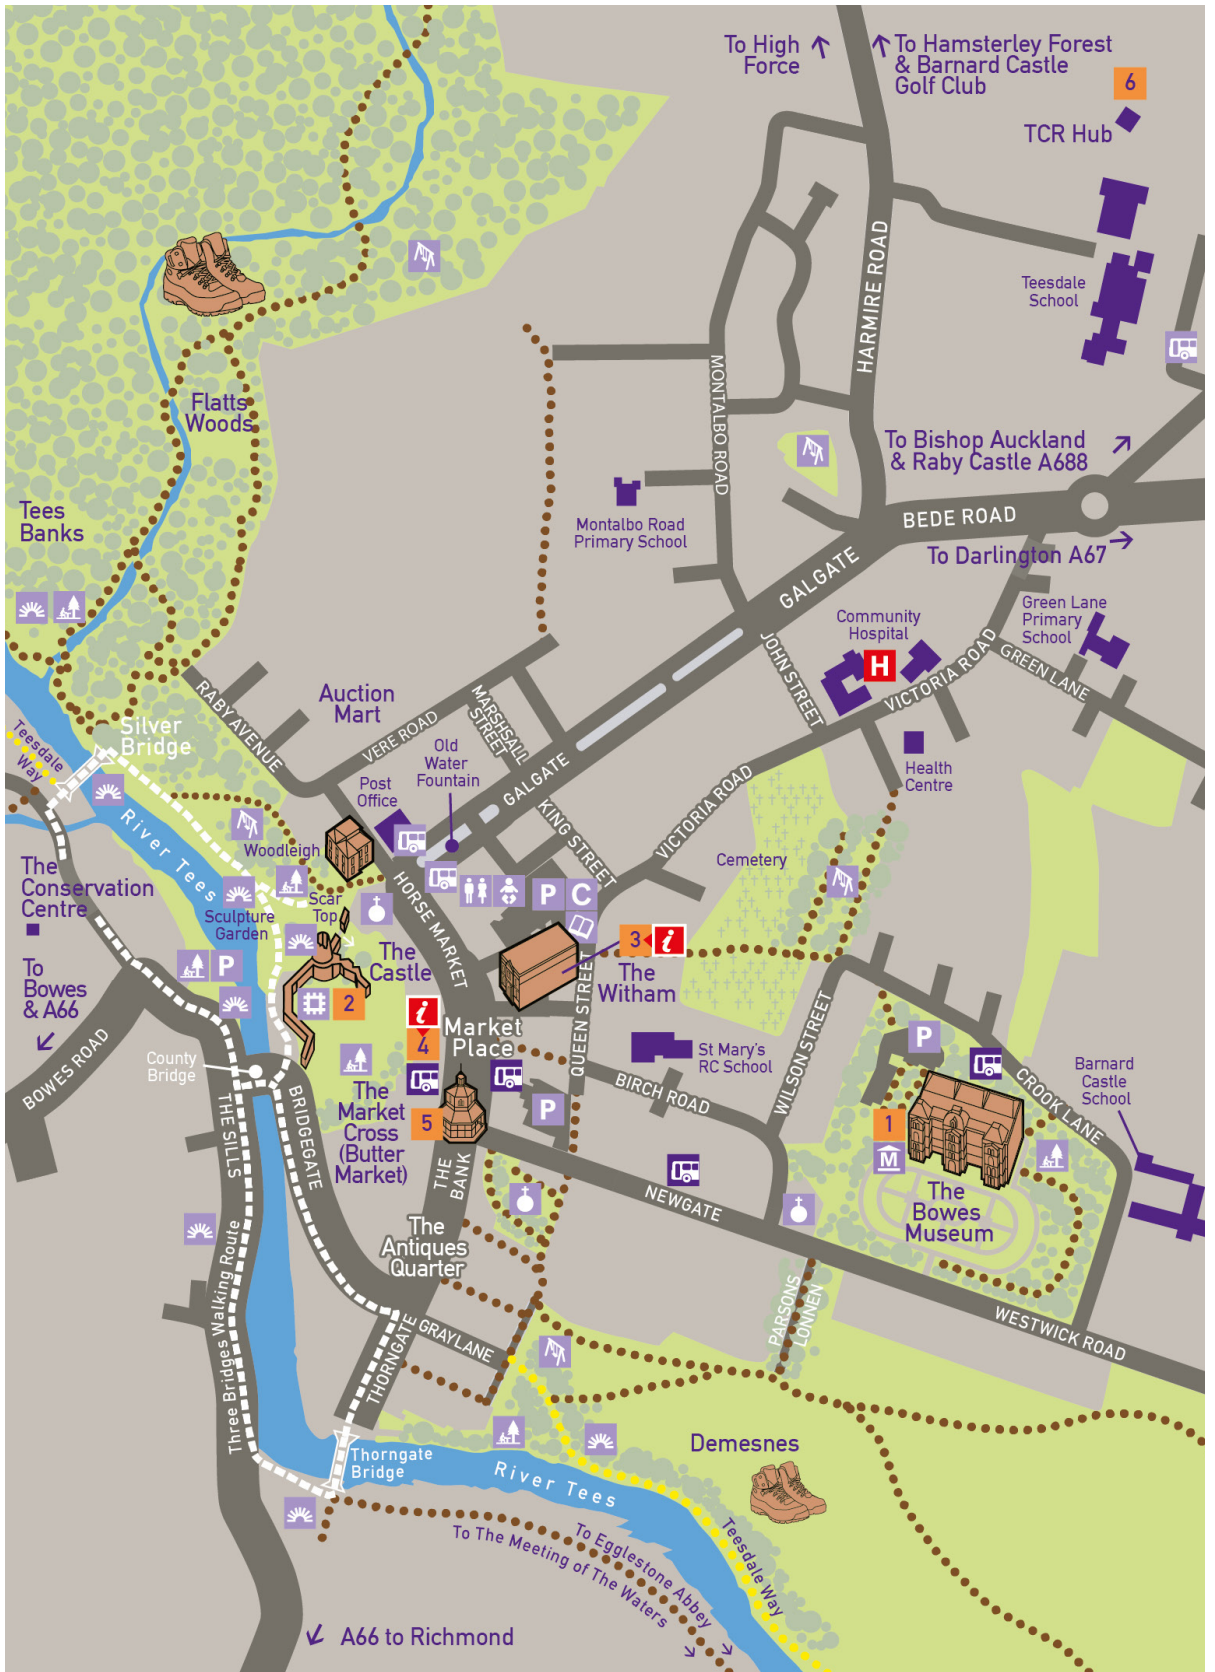 To High
Force
To Hamsterley Forest
& Barnard Castle
Golf Club
6
TCR Hub
HARMIRE ROAD
Teesdale
School
MONTALBO ROAD
Flatts
Woods
To Bishop Auckland
& Raby Castle A688
Tees
Banks
Montalbo Road
Primary School
BEDE ROAD
To Darlington A67
GALGATE
Community
Hospital
H
Green Lane
Primary
School
JOHN STREET
VICTORIA ROAD
GREEN LANE
RABY AVENUE
Auction
Mart
MARSHSALL
STREET
VERE ROAD
Silver
Bridge
Teesdale
Way
Old
Water
Fountain
GALGATE
Health
Centre
Post
Office
KING STREET
VICTORIA ROAD
River Tees
Woodleigh
Cemetery
The
Conservation
Centre
Scar
Top
HORSE MARKET
P
C
Sculpture
Garden
The
Castle
3
i
The
Witham
To
Bowes
& A66
P
2
i
4
Market
Place
QUEEN STREET
St Mary's
RC School
WILSON STREET
P
CROOK LANE
Barnard
Castle
School
County
Bridge
BOWES ROAD
THE SILLS
BRIDGEGATE
The
Market
Cross
(Butter
Market)
5
P
BIRCH ROAD
1
M
THE
BANK
NEWGATE
The
Bowes
Museum
The
Antiques
Quarter
Three Bridges Walking Route
PARSONS
LONNEN
WESTWICK ROAD
THORNGATE
GRAYLANE
Thorngate
Bridge
River Tees
Demesnes
Teesdale Way
To Egglestone Abbey
To The Meeting of The Waters
A66 to Richmond